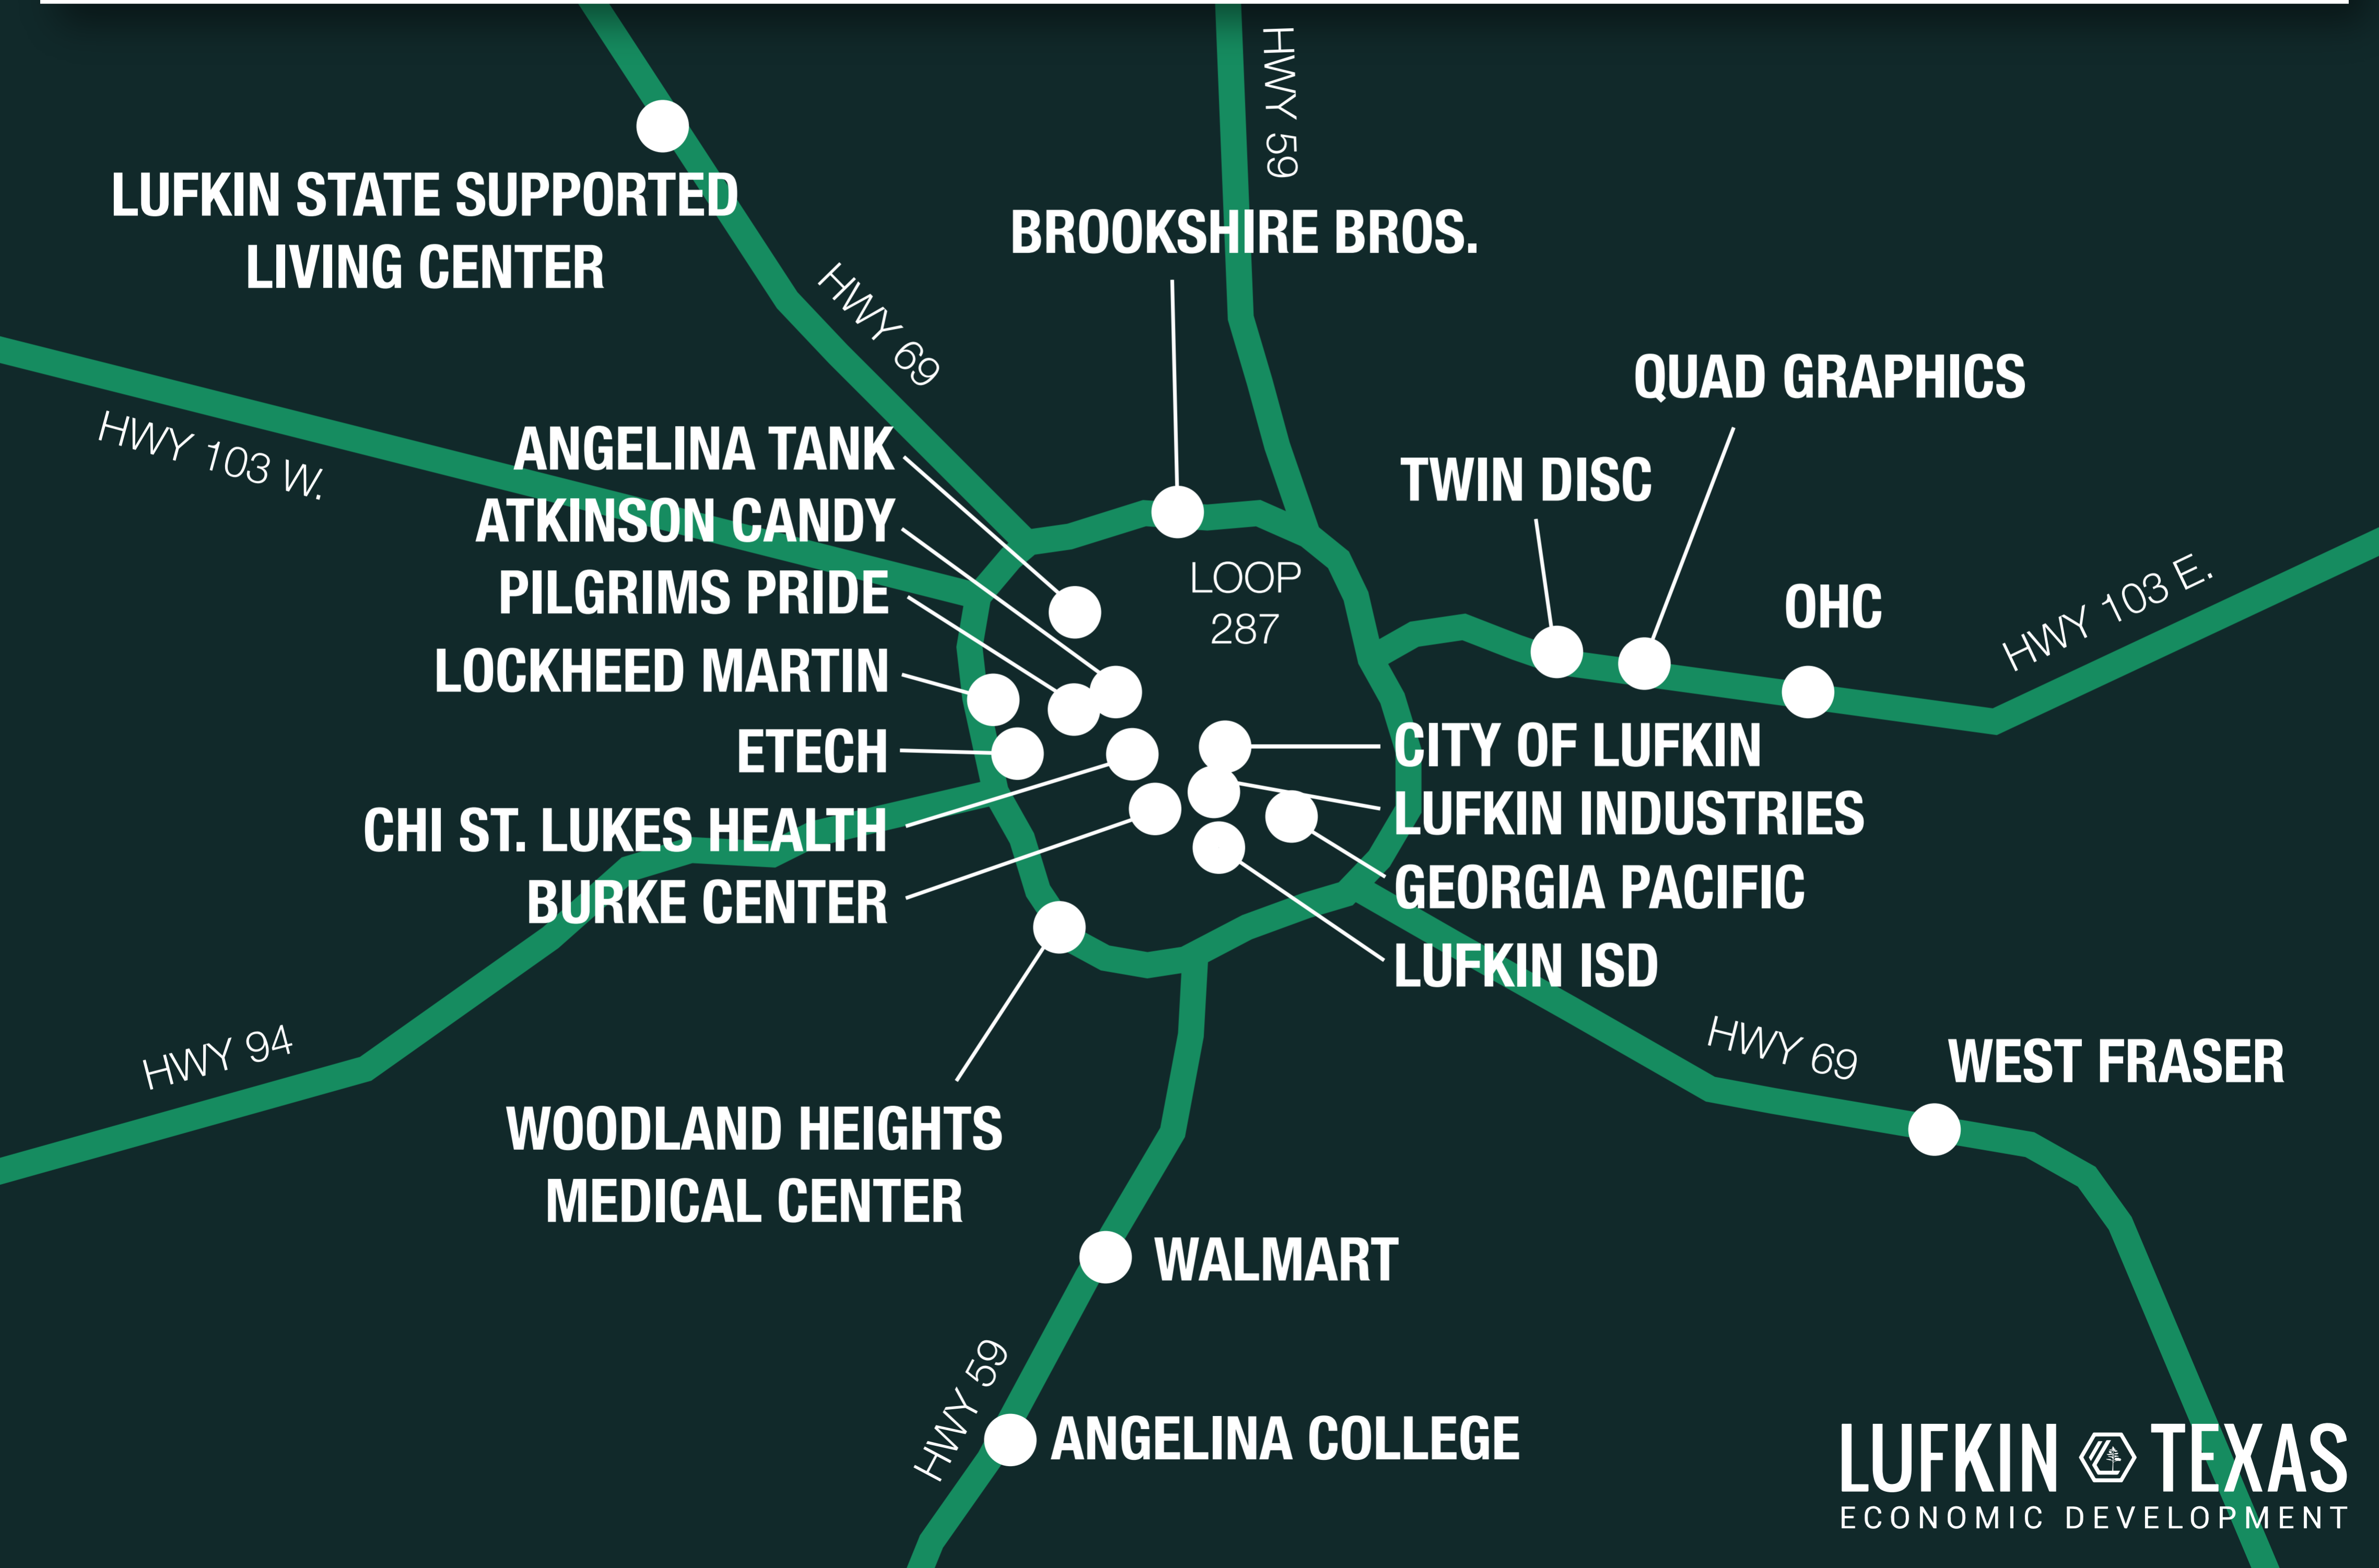 HWY 59
LUFKIN STATE SUPPORTED
LIVING CENTER
BROOKSHIRE BROS.
HWY 69
QUAD GRAPHICS
HWY 103 W.
ANGELINA TANK
TWIN DISC
ATKINSON CANDY
PILGRIMS PRIDE
LOOP
287
OHC
HWY 103 E.
LOCKHEED MARTIN
ETECH
CITY OF LUFKIN
CHI ST. LUKES HEALTH
LUFKIN INDUSTRIES
BURKE CENTER
GEORGIA PACIFIC
LUFKIN ISD
HWY 94
HWY 69
WEST FRASER
WOODLAND HEIGHTS
MEDICAL CENTER
WALMART
HWY 59
ANGELINA COLLEGE
LUFKIN TEXAS
ECONOMIC DEVELOPMENT